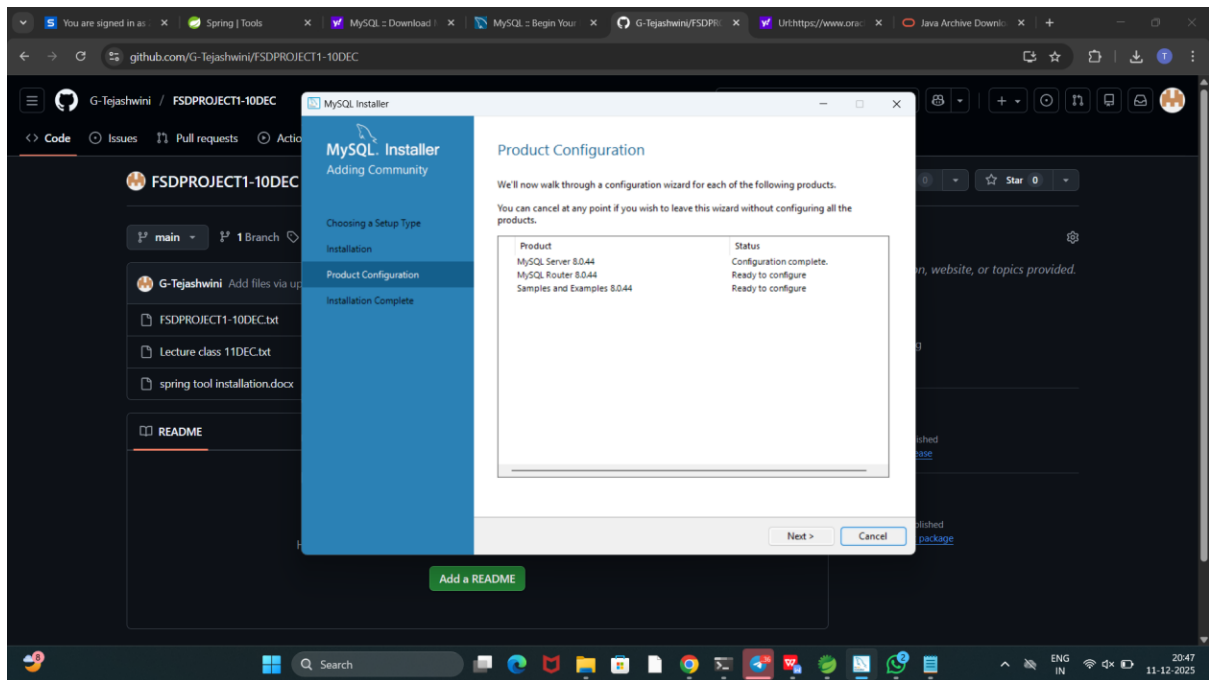 S You are signed in as
Spring | Tools
MySQL :: Download
MySQL :: Begin Your
G-Tejashwini/FSDPR
Url:https://www.orac
Java Archive Downlo
github.com/G-Tejashwini/FSDPROJECT1-10DEC
T
G-Tejashwini / FSDPROJECT1-10DEC
<> Code
Issues
Pull requests
Actio
FSDPROJECT1-10DEC
0
Star 0
main
1 Branch
G-Tejashwini Add files via up
FSDPROJECT1-10DEC.txt
Lecture class 11DEC.txt
spring tool installation.docx
README
Add a README
on, website, or topics provided.
g
ished
ease
blished
package
MySQL Installer
MySQL. Installer
Adding Community
Choosing a Setup Type
Installation
Product Configuration
Installation Complete
Product Configuration
We'll now walk through a configuration wizard for each of the following products.
You can cancel at any point if you wish to leave this wizard without configuring all the
products.
Product Status
MySQL Server 8.0.44 Configuration complete.
MySQL Router 8.0.44 Ready to configure
Samples and Examples 8.0.44 Ready to configure
Next > Cancel
8
Search
2
ENG
IN
20:47
11-12-2025